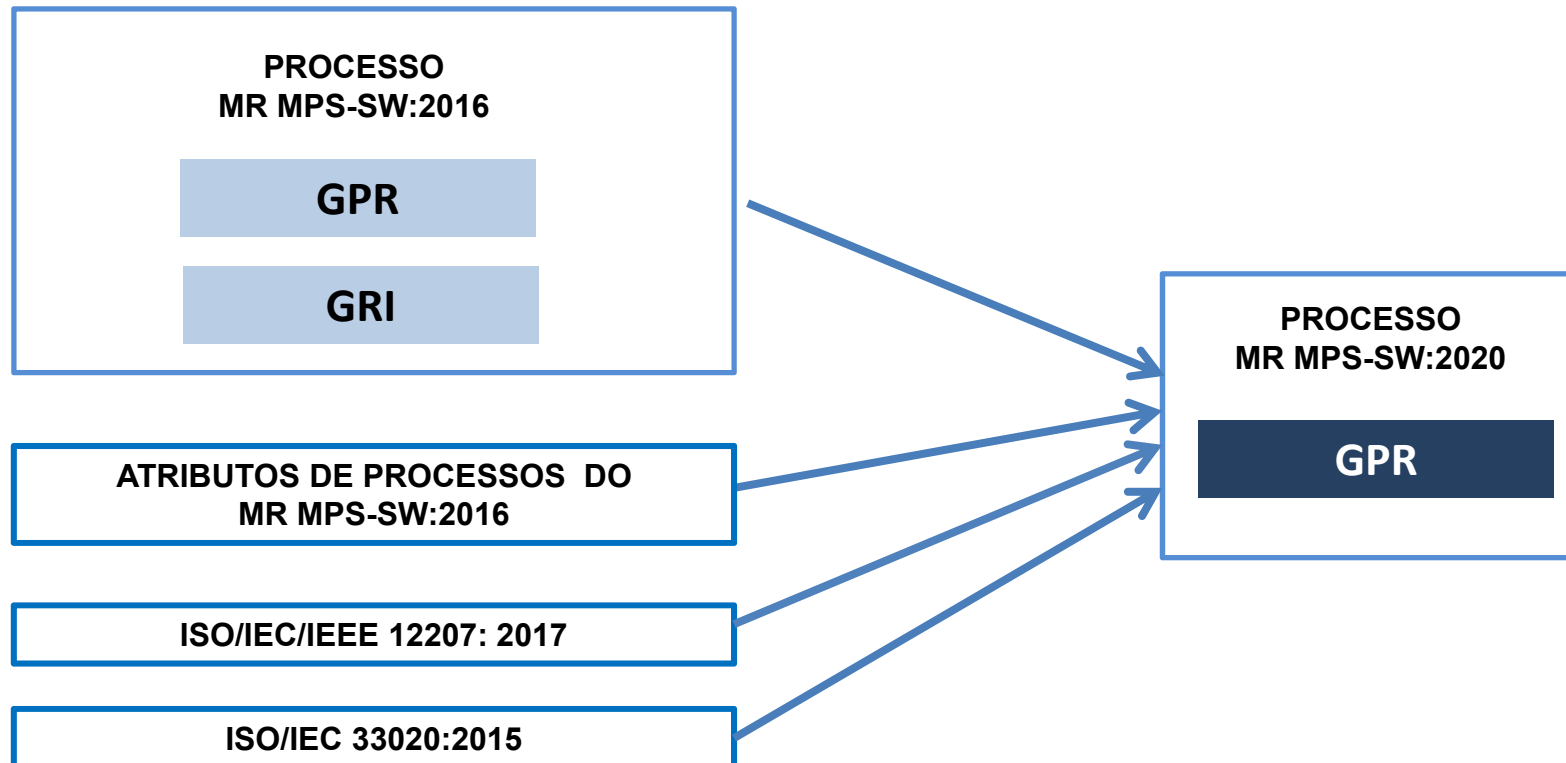 PROCESSO
MR MPS-SW:2016
GPR
GRI
ATRIBUTOS DE PROCESSOS DO
MR MPS-SW:2016
ISO/IEC/IEEE 12207: 2017
ISO/IEC 33020:2015
PROCESSO
MR MPS-SW:2020
GPR